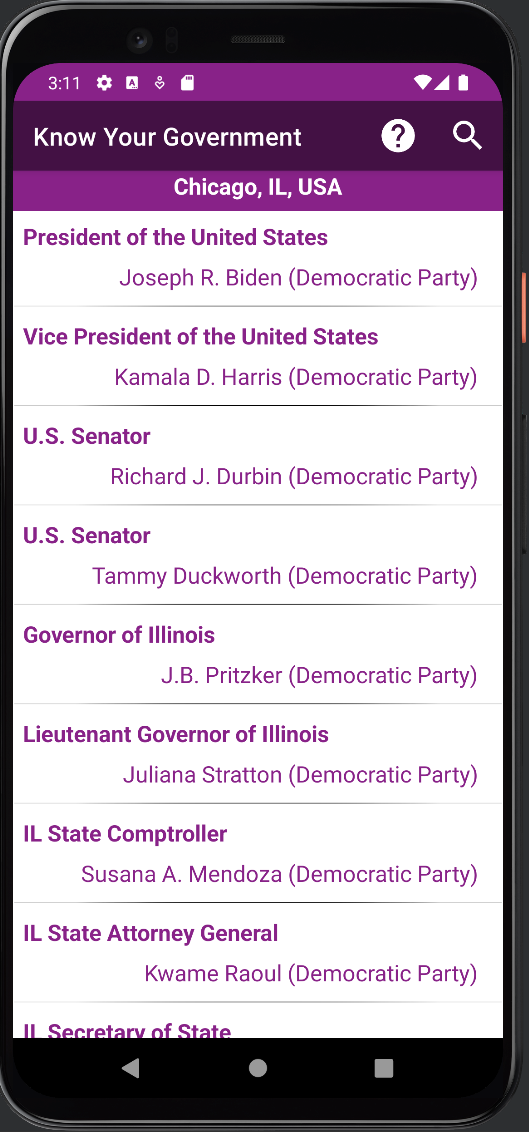 3:11
Know Your Government
Chicago, IL, USA
President of the United States
Joseph R. Biden (Democratic Party)
Vice President of the United States
Kamala D. Harris (Democratic Party)
U.S. Senator
Richard J. Durbin (Democratic Party)
U.S. Senator
Tammy Duckworth (Democratic Party)
Governor of Illinois
J.B. Pritzker (Democratic Party)
Lieutenant Governor of Illinois
Juliana Stratton (Democratic Party)
IL State Comptroller
Susana A. Mendoza (Democratic Party)
IL State Attorney General
Kwame Raoul (Democratic Party)
IL Secretary of State